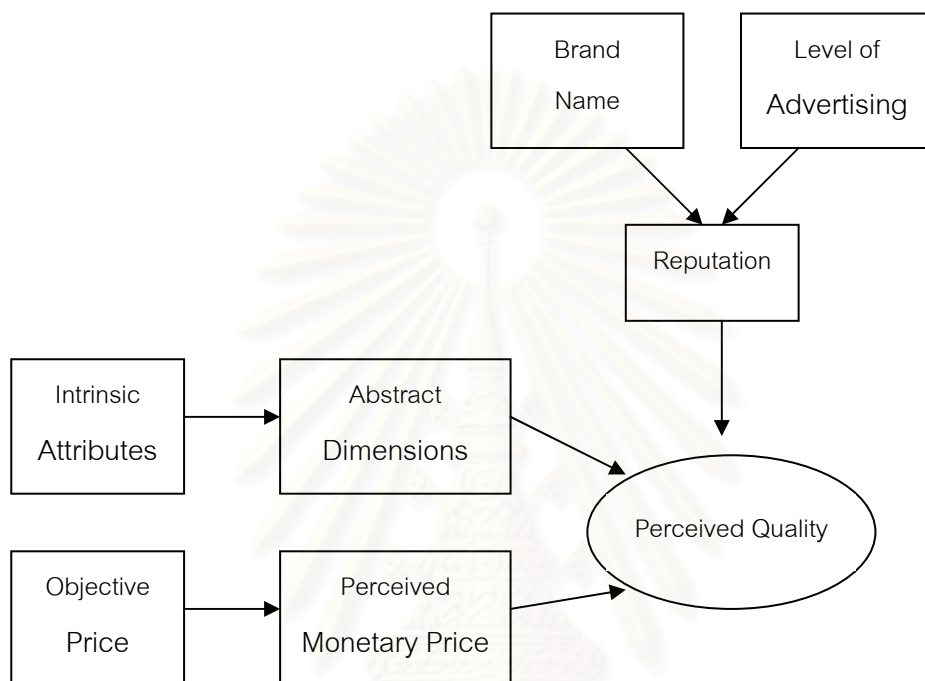 Brand
Name
Level of
Advertising
Reputation
Intrinsic
Attributes
Abstract
Dimensions
Perceived Quality
Objective
Price
Perceived
Monetary Price